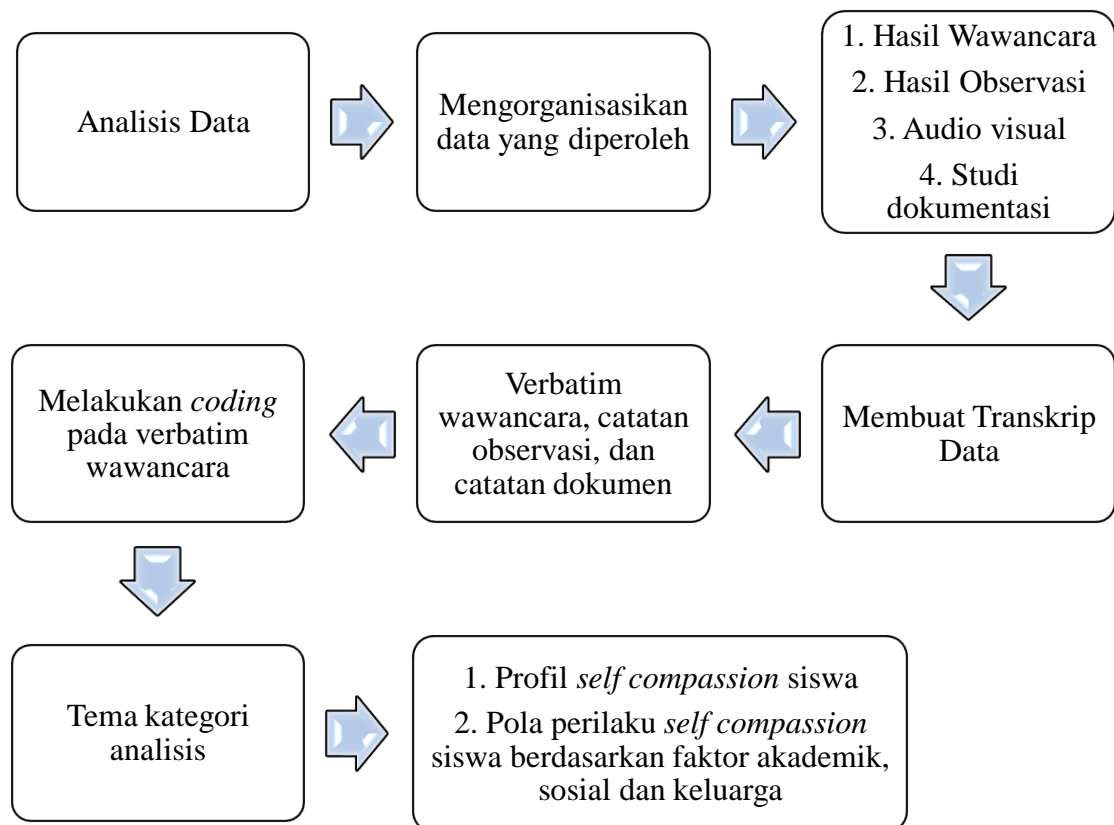 Analisis Data
Mengorganisasikan
data yang diperoleh
1. Hasil Wawancara
2. Hasil Observasi
3. Audio visual
4. Studi
dokumentasi
Membuat Transkrip
Data
Verbatim
wawancara, catatan
observasi, dan
catatan dokumen
Melakukan coding
pada verbatim
wawancara
Tema kategori
analisis
1. Profil self compassion siswa
2. Pola perilaku self compassion
siswa berdasarkan faktor akademik,
sosial dan keluarga